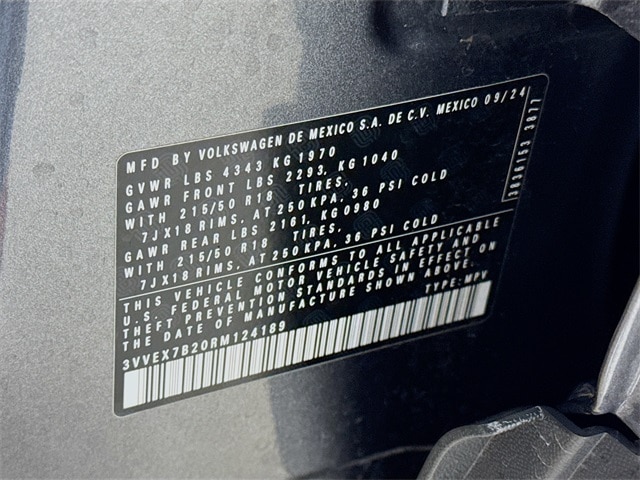 MFD BY VOLKSWAGEN DE MEXICO S.A. DE C.V. MEXICO 09/24
GVWR LBS 4343 KG 1970
GAWR FRONT LBS 2293, KG 1040
WITH 215/50 R18 TIRES,
7JX18 RIMS, AT 250 KPA, 36 PSI COLD
GAWR REAR LBS 2161, KG 0980
WITH 215/50 R18 TIRES,
7JX18 RIMS, AT 250 KPA, 36 PSI COLD
THIS VEHICLE CONFORMS TO ALL APPLICABLE
U.S. FEDERAL MOTOR VEHICLE SAFETY AND
THEFT PREVENTION STANDARDS IN EFFECT ON
THE DATE OF MANUFACTURE SHOWN ABOVE.
3VVEX7B20RM124189 TYPE: MPV